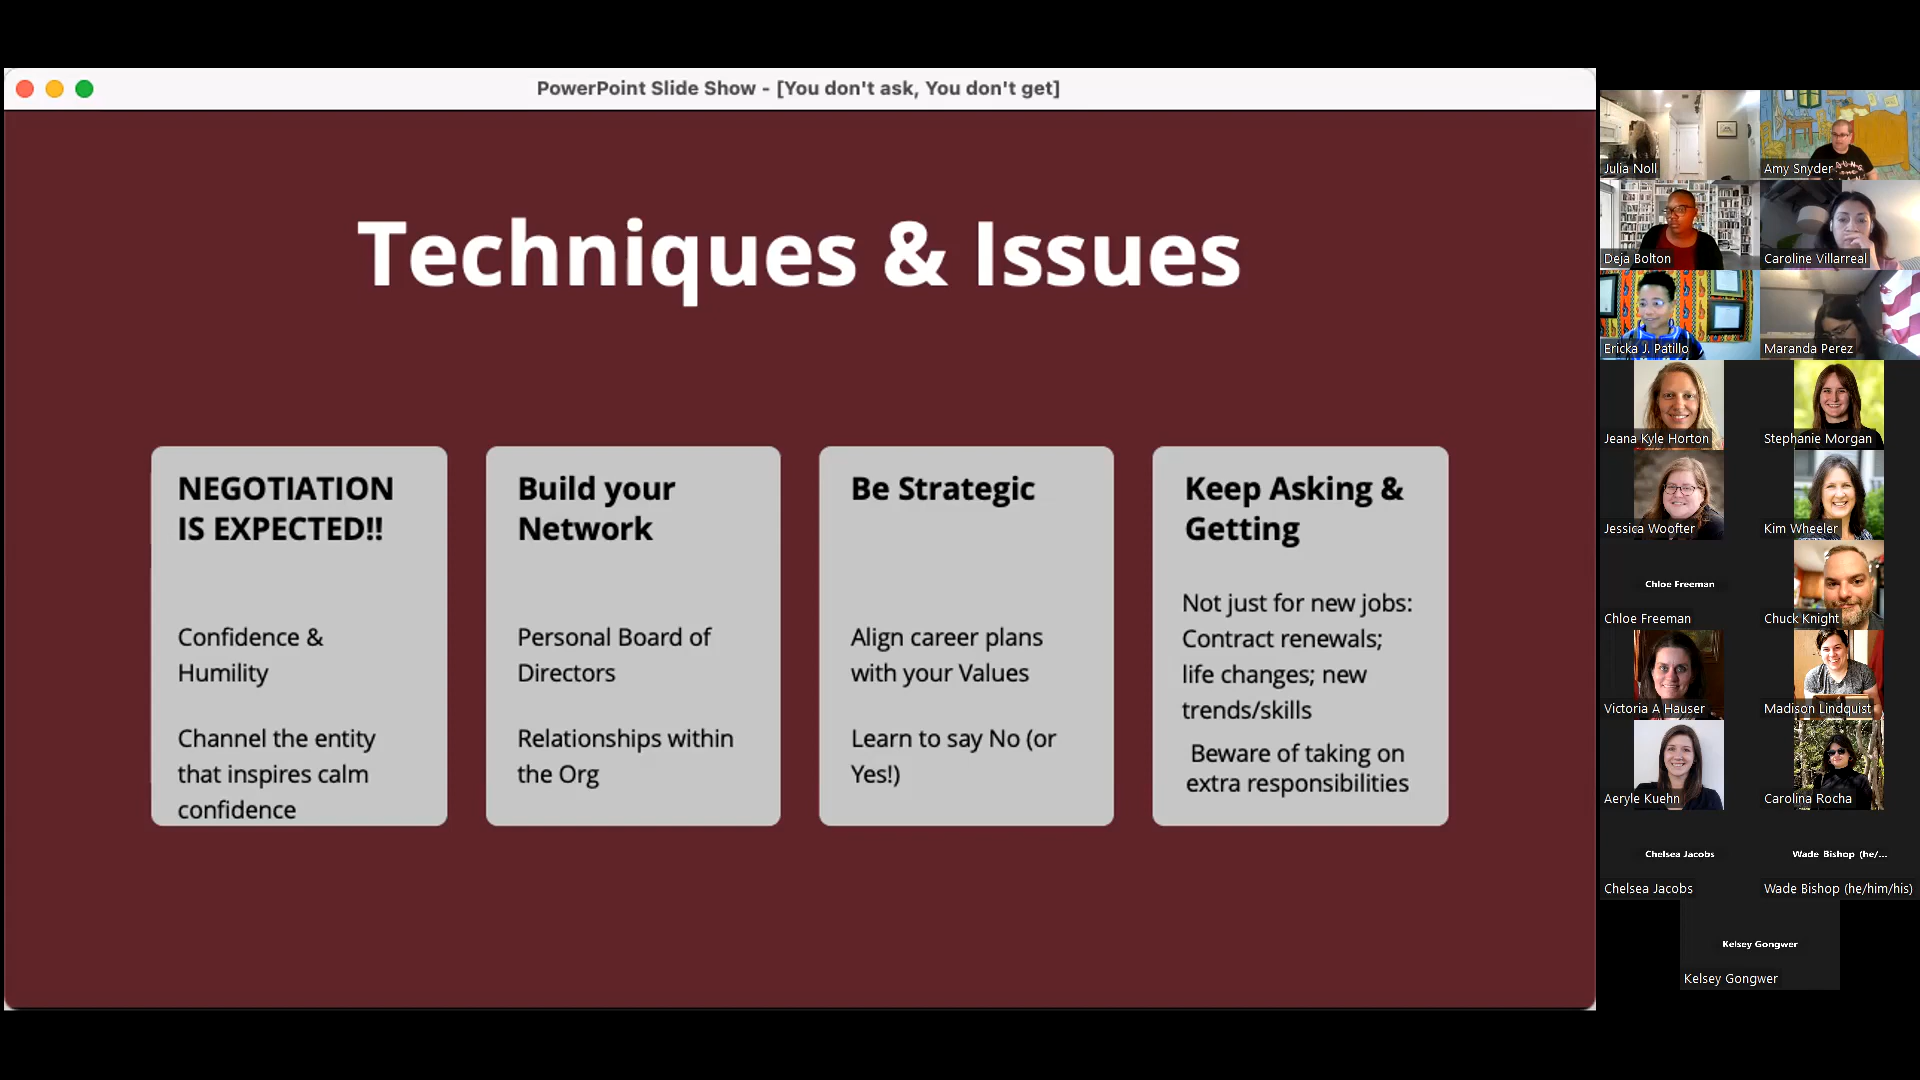 PowerPoint Slide Show - [You don't ask, You don't get]
Techniques & Issues
NEGOTIATION
IS EXPECTED!!
Confidence &
Humility
Channel the entity
that inspires calm
confidence
Build your
Network
Personal Board of
Directors
Relationships within
the Org
Be Strategic
Align career plans
with your Values
Learn to say No (or
Yes!)
Keep Asking &
Getting
Not just for new jobs:
Contract renewals;
life changes; new
trends/skills
Beware of taking on
extra responsibilities
Julia Noll
Amy Snyder
Deja Bolton
Caroline Villarreal
Ericka J. Patillo
Maranda Perez
Jeana Kyle Horton
Stephanie Morgan
Jessica Woofter
Kim Wheeler
Chloe Freeman
Chloe Freeman
Chuck Knight
Victoria A Hauser
Madison Lindquist
Aeryle Kuehn
Carolina Rocha
Chelsea Jacobs
Chelsea Jacobs
Wade Bishop (he/...
Wade Bishop (he/him/his)
Kelsey Gongwer
Kelsey Gongwer